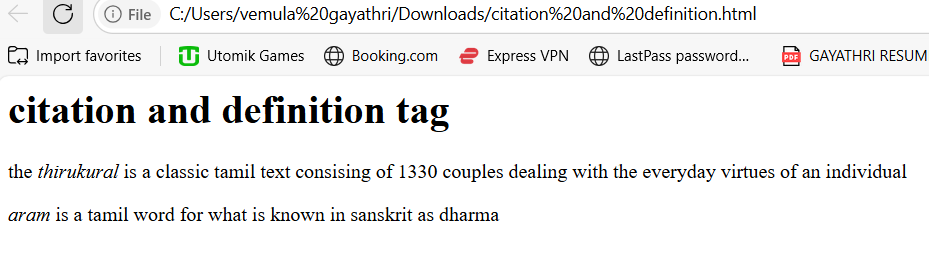 File C:/Users/vemula%20gayathri/Downloads/citation%20and%20definition.html
Import favorites Utomik Games Booking.com Express VPN LastPass password... PDF GAYATHRI RESUM
citation and definition tag
the thirukural is a classic tamil text consising of 1330 couples dealing with the everyday virtues of an individual
aram is a tamil word for what is known in sanskrit as dharma